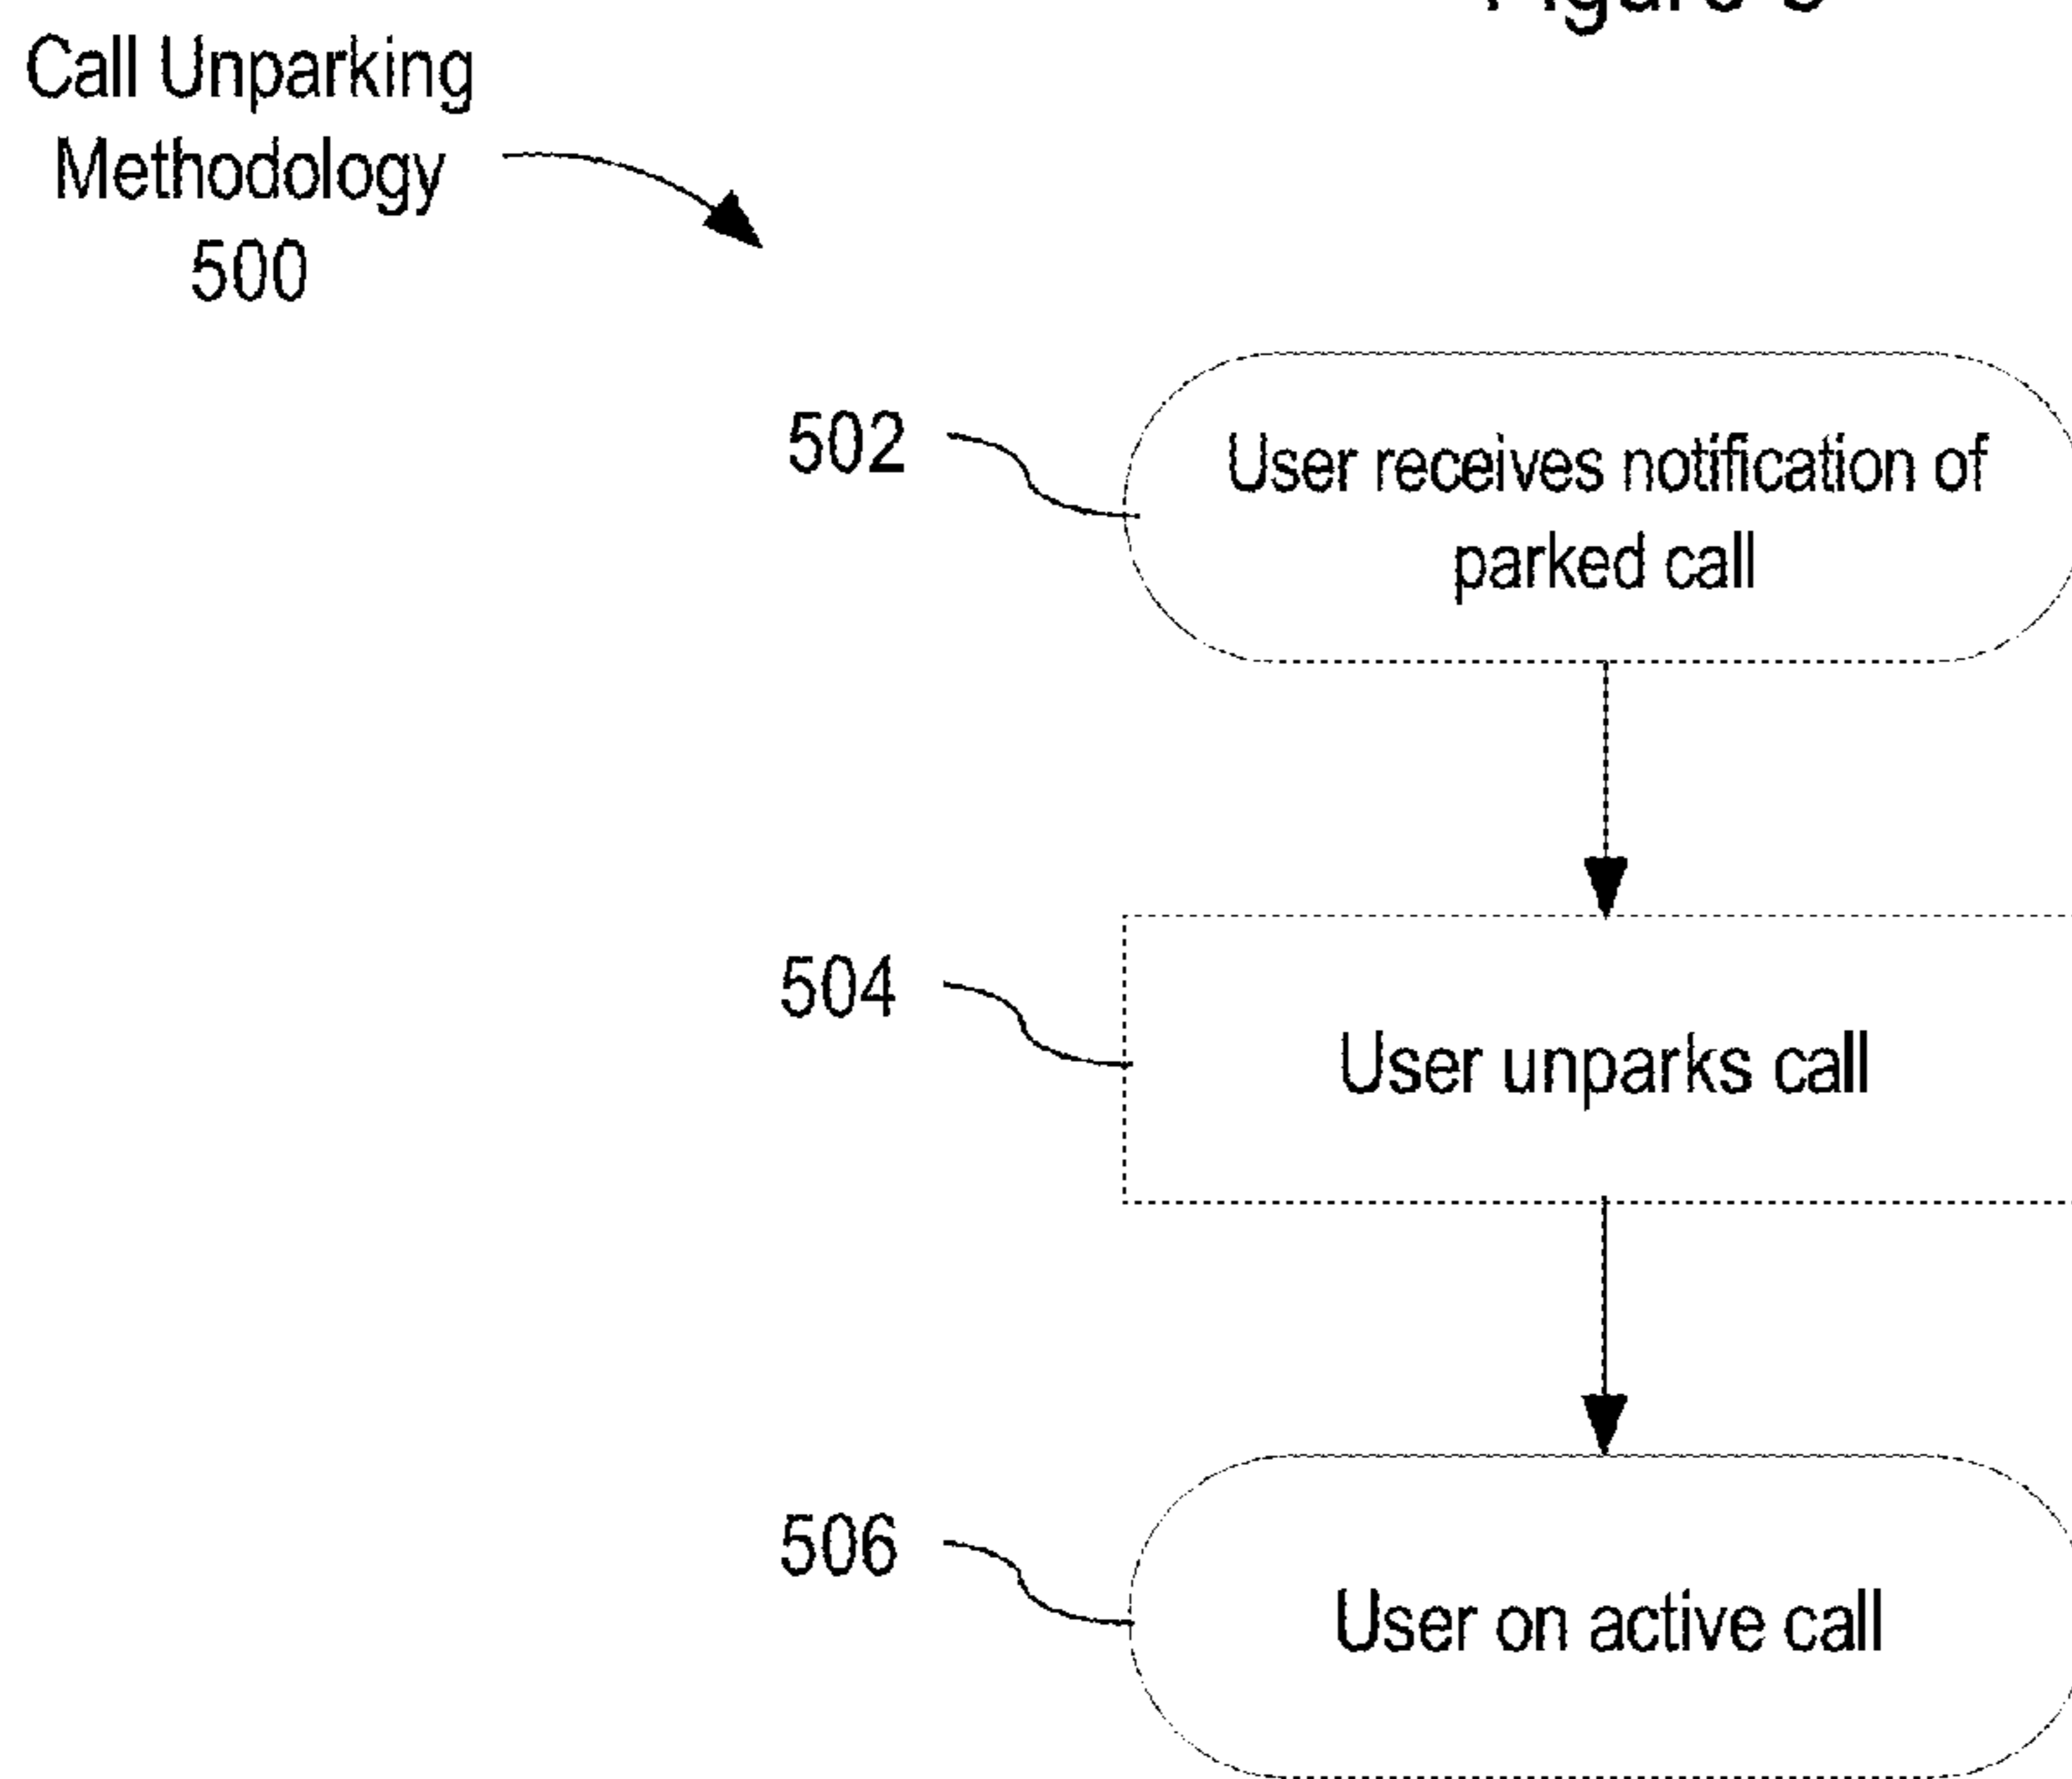 Call Unparking
Methodology
500
502
User receives notification of
parked call
504
User unparks call
506
User on active call